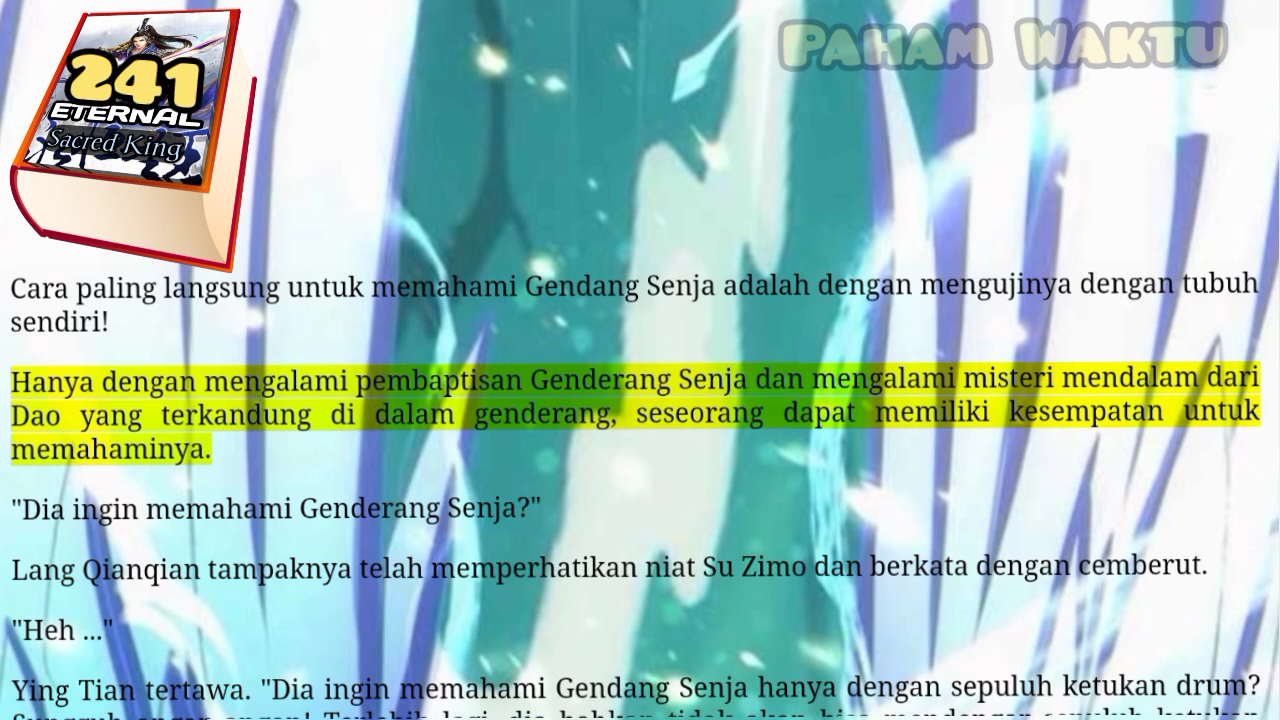 PAHAM WAKTU
241
ETERNAL
Sacred King
Cara paling langsung untuk memahami Gendang Senja adalah dengan mengujinya dengan tubuh
sendiri!
Hanya dengan mengalami pembaptisan Genderang Senja dan mengalami misteri mendalam dari
Dao yang terkandung di dalam genderang, seseorang dapat memiliki kesempatan untuk
memahaminya.
"Dia ingin memahami Genderang Senja?"
Lang Qianqian tampaknya telah memperhatikan niat Su Zimo dan berkata dengan cemberut.
"Heh ..."
Ying Tian tertawa. "Dia ingin memahami Gendang Senja hanya dengan sepuluh ketukan drum?